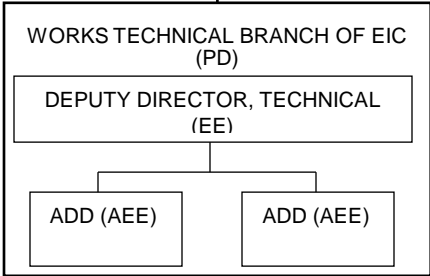 WORKS TECHNICAL BRANCH OF EIC
(PD)
DEPUTY DIRECTOR, TECHNICAL
(EE)
ADD (AEE)
ADD (AEE)